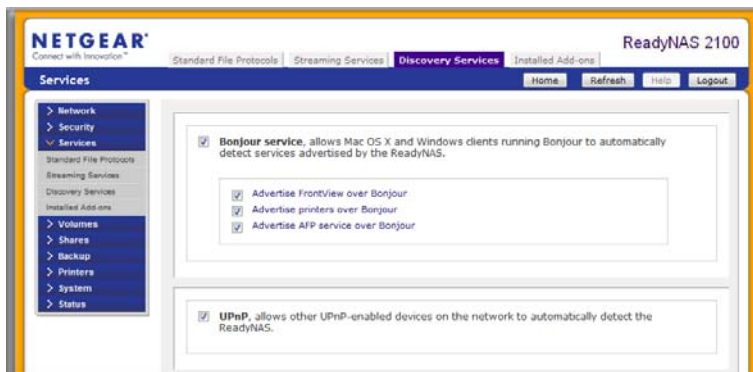 NETGEAR®
Connect with Innovation™
ReadyNAS 2100
Standard File Protocols
Streaming Services
Discovery Services
Installed Add-ons
Services
Home
Refresh
Help
Logout
> Network
> Security
Services
Standard File Protocols
Streaming Services
Discovery Services
Installed Add-ons
> Volumes
> Shares
> Backup
> Printers
> System
> Status
Bonjour service, allows Mac OS X and Windows clients running Bonjour to automatically
detect services advertised by the ReadyNAS.
Advertise FrontView over Bonjour
Advertise printers over Bonjour
Advertise AFP service over Bonjour
UPnP, allows other UPnP-enabled devices on the network to automatically detect the
ReadyNAS.